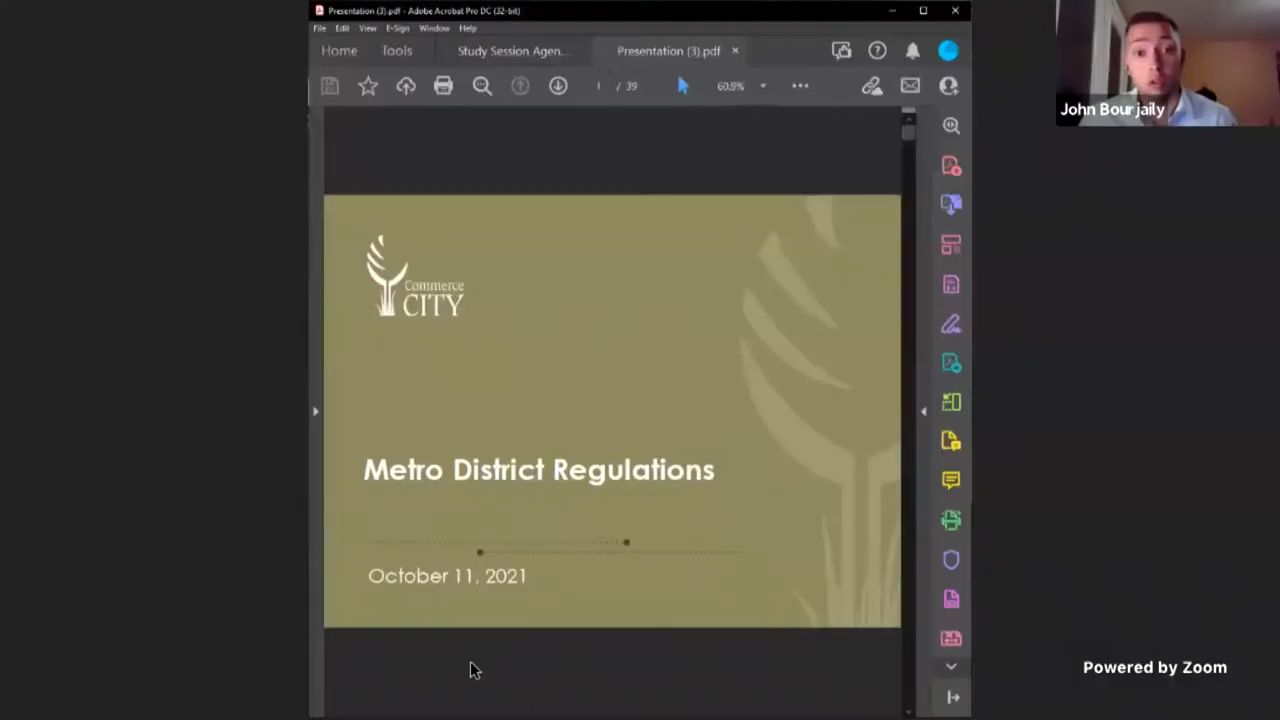 Presentation (3).pdf - Adobe Acrobat Pro DC (32-bit)
File Edit View E-Sign Window Help
Home Tools Study Session Agen... Presentation (3).pdf ×
1 / 39 60.9%
John Bourjaily
Commerce
CITY
Metro District Regulations
October 11, 2021
Powered by Zoom